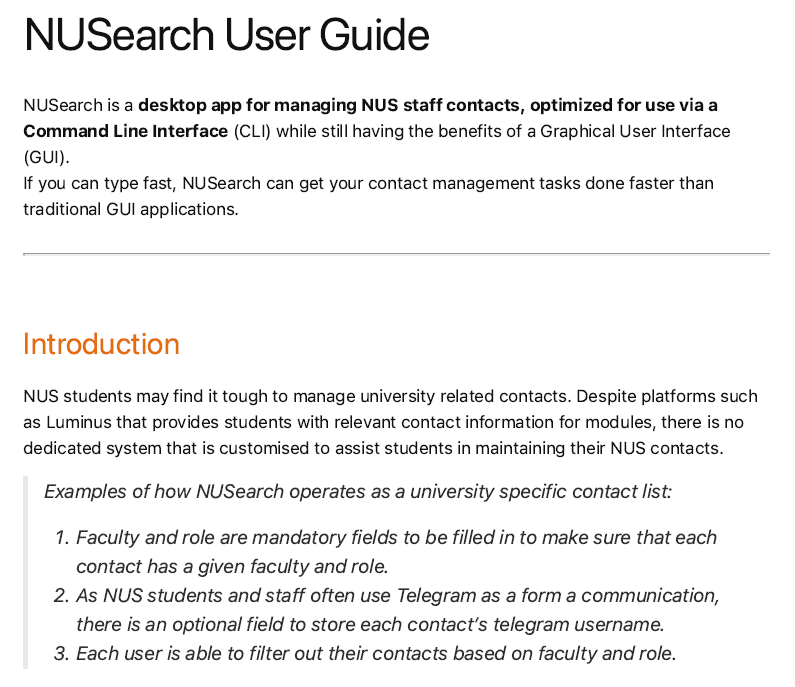 NUSearch User Guide
NUSearch is a desktop app for managing NUS staff contacts, optimized for use via a
Command Line Interface (CLI) while still having the benefits of a Graphical User Interface
(GUI).
If you can type fast, NUSearch can get your contact management tasks done faster than
traditional GUI applications.
Introduction
NUS students may find it tough to manage university related contacts. Despite platforms such
as Luminus that provides students with relevant contact information for modules, there is no
dedicated system that is customised to assist students in maintaining their NUS contacts.
Examples of how NUSearch operates as a university specific contact list:
1. Faculty and role are mandatory fields to be filled in to make sure that each
contact has a given faculty and role.
2. As NUS students and staff often use Telegram as a form a communication,
there is an optional field to store each contact's telegram username.
3. Each user is able to filter out their contacts based on faculty and role.